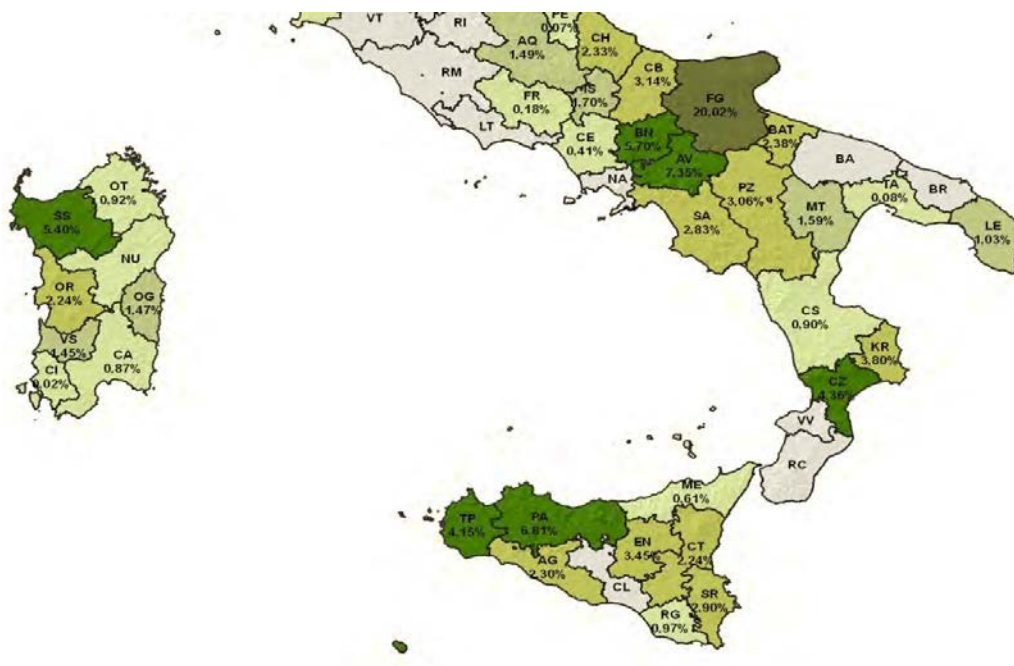 VT
RI
AQ
1.49%
PE
0.07%
CH
2.33%
RM
FR
0.18%
IS
1.70%
CB
3.14%
FG
20.02%
LT
CE
0.41%
BN
5.70%
AV
7.35%
BAT
2.38%
BA
NA
SA
2.83%
PZ
3.06%
MT
1.59%
TA
0.08%
BR
LE
1.03%
OT
0.92%
SS
5.40%
NU
OR
2.24%
OG
1.47%
VS
1.45%
CA
0.87%
CI
0.02%
CS
0.90%
KR
3.80%
CZ
4.36%
VV
RC
ME
0.61%
TP
4.15%
PA
6.81%
EN
3.45%
CT
2.24%
AG
2.30%
CL
SR
2.90%
RG
0.97%